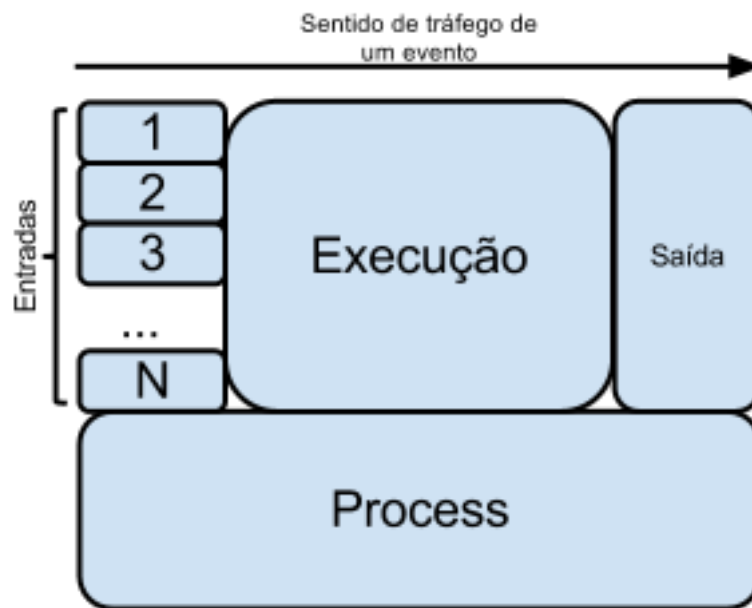 Sentido de tráfego de
um evento
Entradas
1
2
3
...
N
Execução
Saída
Process